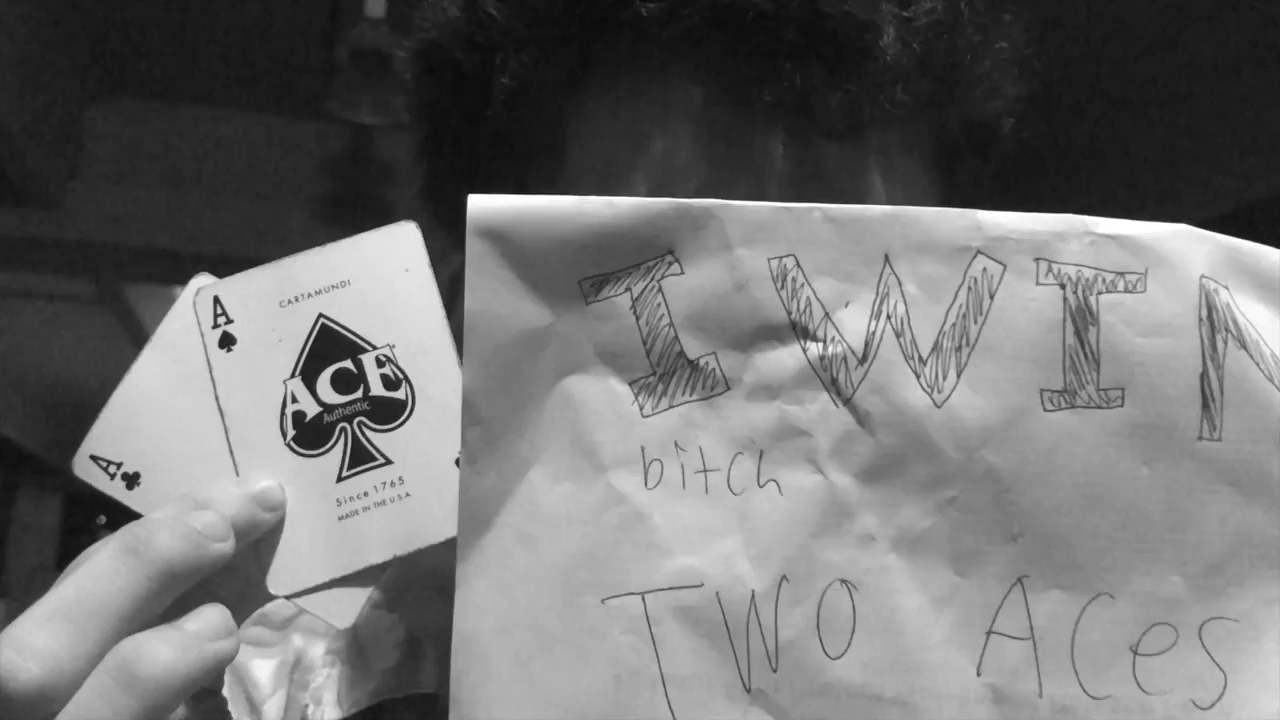 A
CARTAMUNDI
ACE
Authentic
Since 1765
MADE IN THE U.S.A.
A
I WIN
bitch
TWO Aces